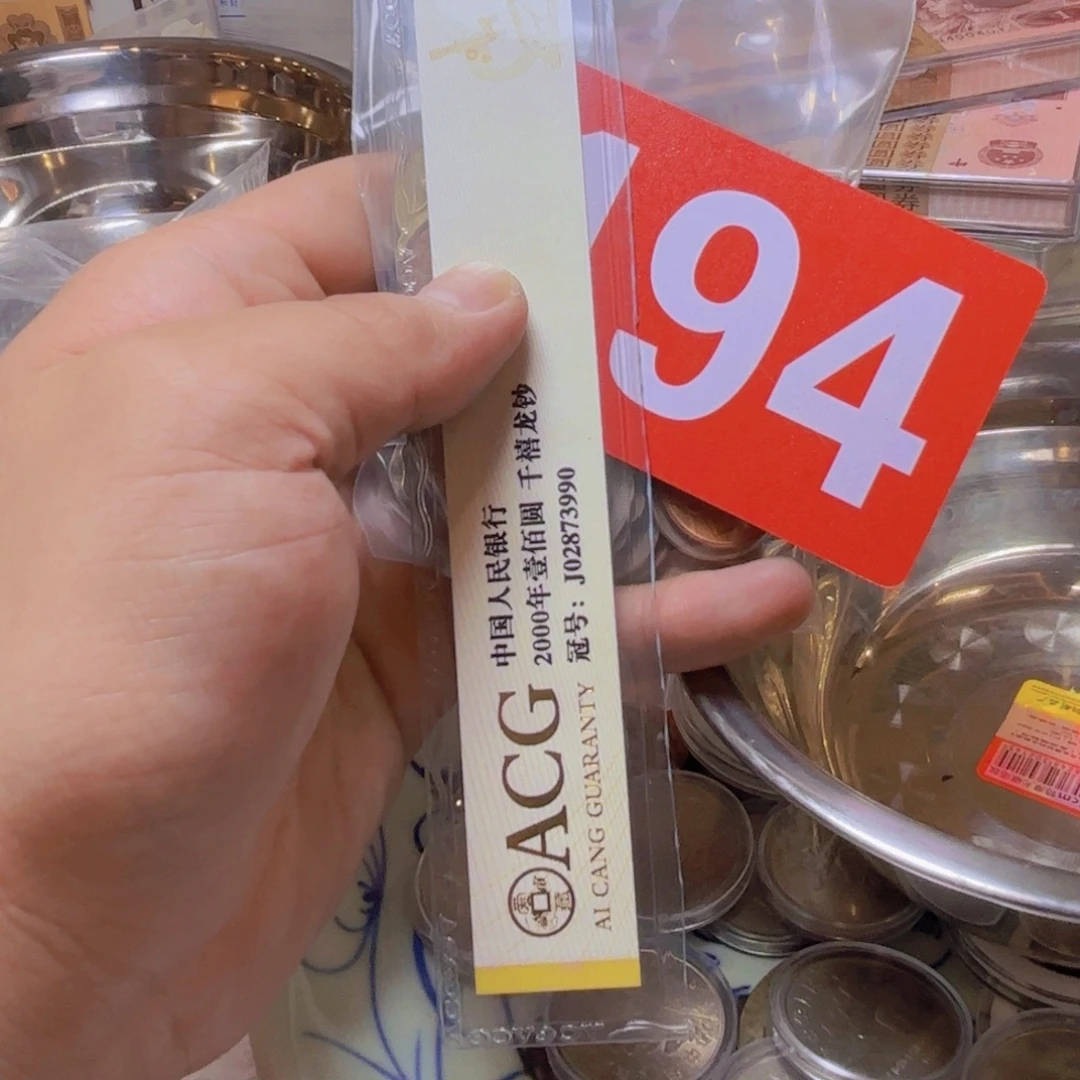 中国人民银行
2000年壹佰圆 千禧龙钞
冠号: J02873990
ACG
AI CANG GUARANTY
94